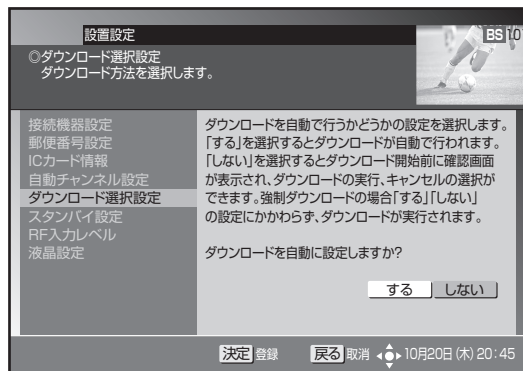 設置設定
BS 10
◎ダウンロード選択設定
ダウンロード方法を選択します。
接続機器設定
郵便番号設定
ICカード情報
自動チャンネル設定
ダウンロード選択設定
スタンバイ設定
RF入力レベル
液晶設定
ダウンロードを自動で行うかどうかの設定を選択します。
「する」を選択するとダウンロードが自動で行われます。
「しない」を選択するとダウンロード開始前に確認画面
が表示され、ダウンロードの実行、キャンセルの選択が
できます。強制ダウンロードの場合「する」「しない」
の設定にかかわらず、ダウンロードが実行されます。
ダウンロードを自動に設定しますか?
する しない
決定 登録 戻る 取消 10月20日(木)20:45